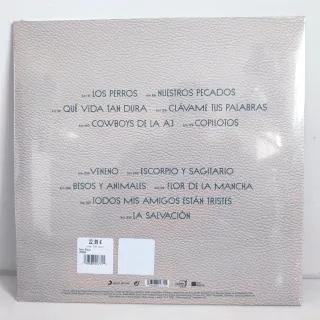 LOS PERROS NUESTROS PECADOS
QUÉ VIDA TAN DURA CLÁVAME TUS PALABRAS
COWBOYS DE LA A3 COPILOTOS
VENENO ESCORPIO Y SAGITARIO
BESOS Y ANIMALES FLOR DE LA MANCHA
TODOS MIS AMIGOS ESTÁN TRISTES
LA SALVACIÓN
22,99 €